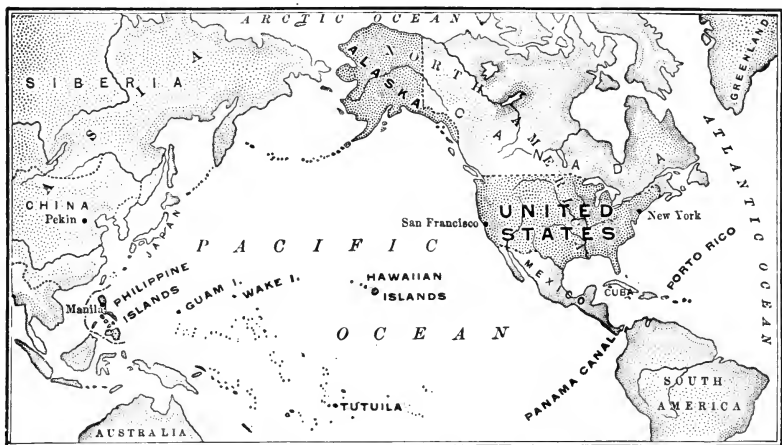 ARCTIC OCEAN
GREENLAND
SIBERIA
ASIA
ALASKA
NORTH AMERICA
CANADA
ATLANTIC OCEAN
CHINA
Pekin
JAPAN
San Francisco
UNITED
STATES
New York
PACIFIC
OCEAN
MEXICO
CUBA
PORTO RICO
HAWAIIAN
ISLANDS
WAKE I.
GUAM I.
PHILIPPINE
ISLANDS
Manila
PANAMA CANAL
SOUTH
AMERICA
TUTUILA
AUSTRALIA